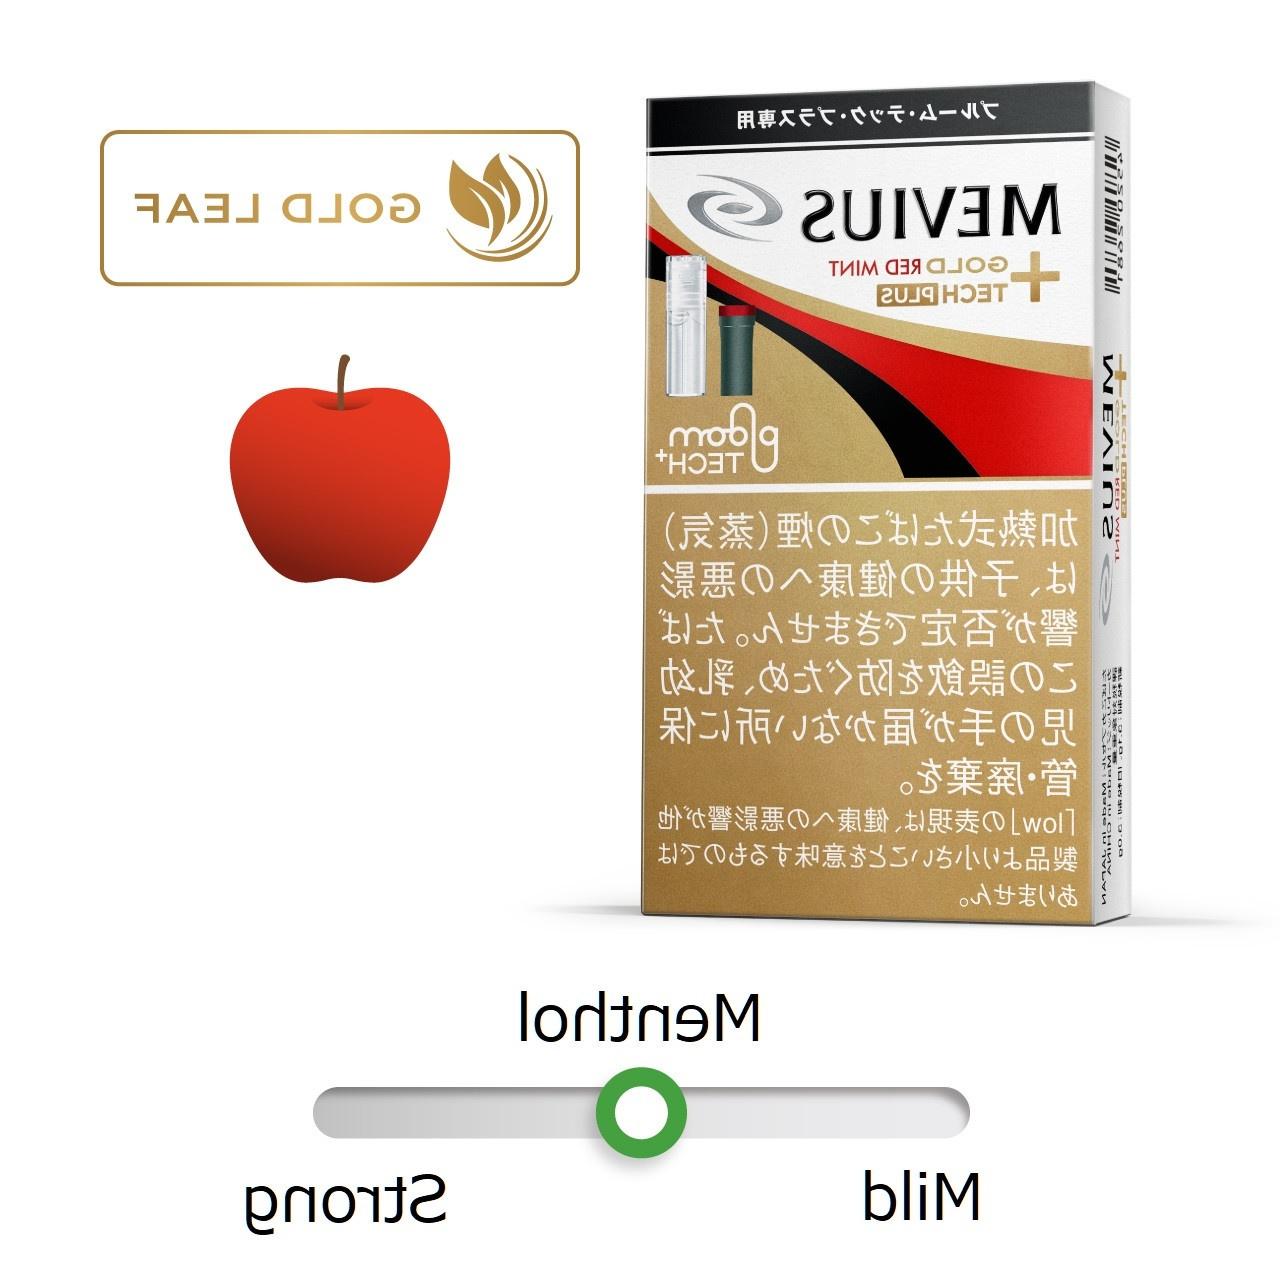 GOLD LEAF
プルーム・テック・プラス専用
MEVIUS
GOLD RED MINT
TECH PLUS
ploom
TECH+
加熱式たばこの煙（蒸気）
は、子供の健康への悪影
響が否定できません。たば
この誤飲を防ぐため、乳幼
児の手が届かない所に保
管・廃棄を。
「low」の表現は、健康への悪影響が他
製品より小さいことを意味するものでは
ありません。
TECH PLUS
GOLD RED MINT
MEVIUS
Menthol
Mild
Strong